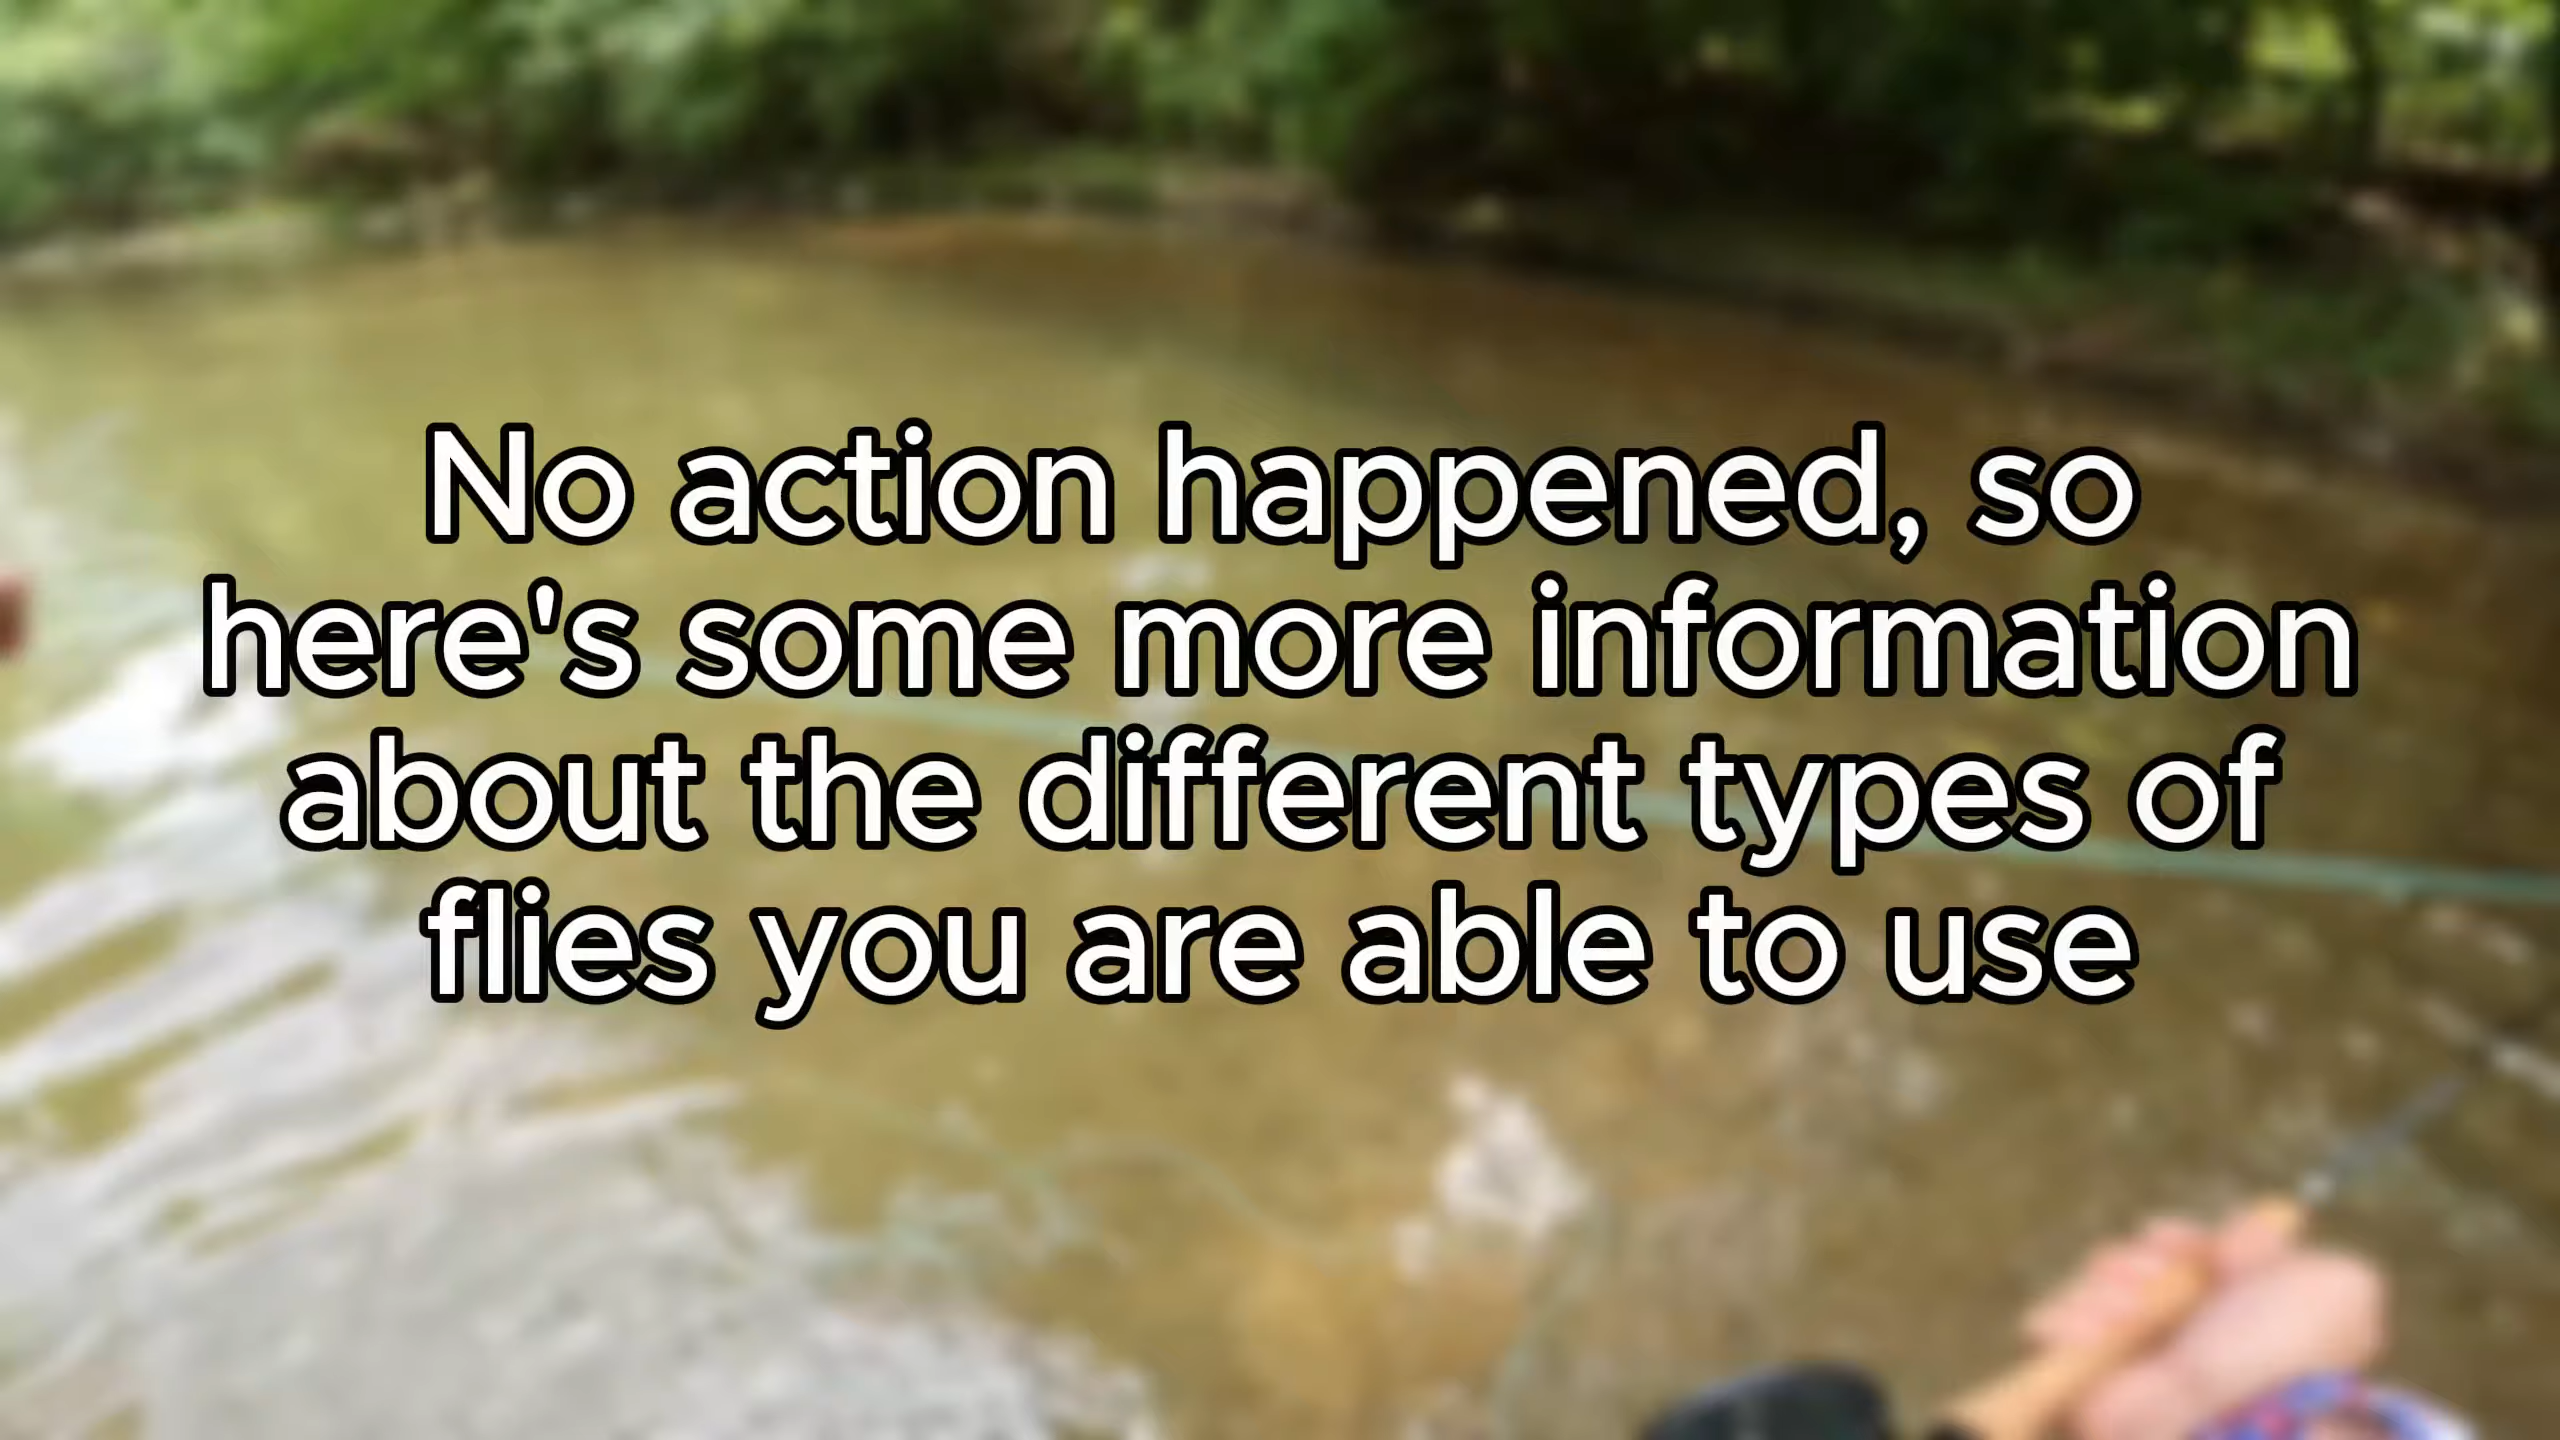 No action happened, so
here's some more information
about the different types of
flies you are able to use